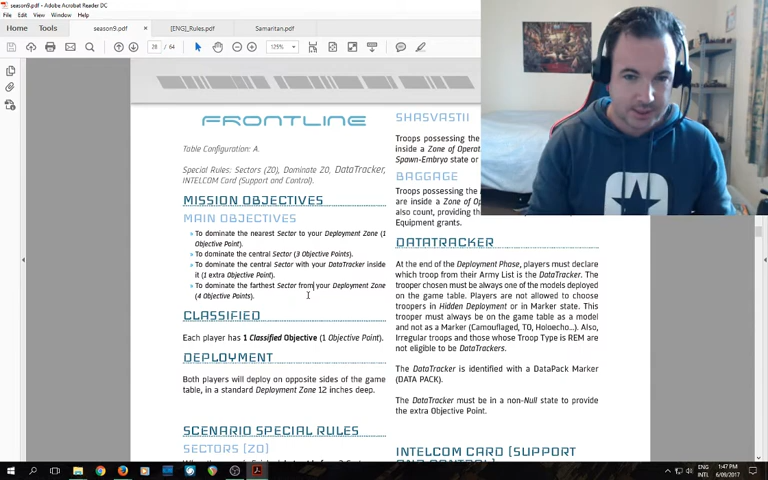 season9.pdf - Adobe Acrobat Reader DC
File Edit View Window Help
Home Tools season9.pdf × [ENG]_Rules.pdf Samaritan.pdf
28 / 64 125%
FRONTLINE
Table Configuration: A.
Special Rules: Sectors (ZO), Dominate ZO, DataTracker,
INTELCOM Card (Support and Control).
MISSION OBJECTIVES
MAIN OBJECTIVES
» To dominate the nearest Sector to your Deployment Zone (1
Objective Point).
» To dominate the central Sector (3 Objective Points).
» To dominate the central Sector with your DataTracker inside
it (1 extra Objective Point).
» To dominate the farthest Sector from your Deployment Zone
(4 Objective Points).
CLASSIFIED
Each player has 1 Classified Objective (1 Objective Point).
DEPLOYMENT
Both players will deploy on opposite sides of the game
table, in a standard Deployment Zone 12 inches deep.
SCENARIO SPECIAL RULES
SECTORS (ZO)
SHASVASTII
Troops possessing the
inside a Zone of Operat
Spawn-Embryo state or
BAGGAGE
Troops possessing the
are inside a Zone of Op
also count, providing th
Equipment grants.
DATATRACKER
At the end of the Deployment Phase, players must declare
which troop from their Army List is the DataTracker. The
trooper chosen must be always one of the models deployed
on the game table. Players are not allowed to choose
troopers in Hidden Deployment or in Marker state. This
trooper must always be on the game table as a model
and not as a Marker (Camouflaged, TO, Holoecho...). Also,
Irregular troops and those whose Troop Type is REM are
not eligible to be DataTrackers.
The DataTracker is identified with a DataPack Marker
(DATA PACK).
The DataTracker must be in a non-Null state to provide
the extra Objective Point.
INTELCOM CARD (SUPPORT
AND CONTROL)
ENG
INTL
1:47 PM
6/09/2017